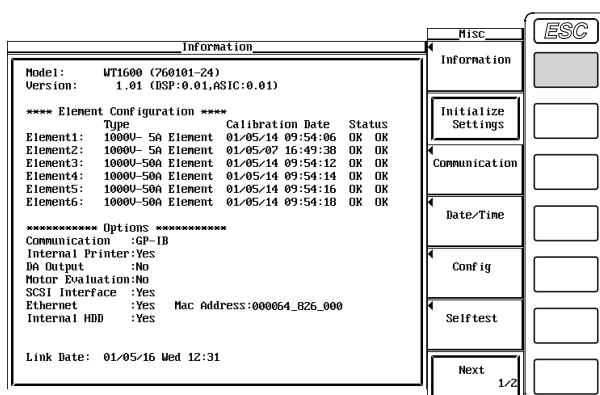 Information
Model: WT1600 (760101-24)
Version: 1.01 (DSP:0.01,ASIC:0.01)
**** Element Configuration ****
Type Calibration Date Status
Element1: 1000V- 5A Element 01/05/14 09:54:06 OK OK
Element2: 1000V- 5A Element 01/05/07 16:49:38 OK OK
Element3: 1000V-50A Element 01/05/14 09:54:12 OK OK
Element4: 1000V-50A Element 01/05/14 09:54:14 OK OK
Element5: 1000V-50A Element 01/05/14 09:54:16 OK OK
Element6: 1000V-50A Element 01/05/14 09:54:18 OK OK
*********** Options ***********
Communication :GP-IB
Internal Printer:Yes
DA Output :No
Motor Evaluation:No
SCSI Interface :Yes
Ethernet :Yes Mac Address:000064_826_000
Internal HDD :Yes
Link Date: 01/05/16 Wed 12:31
Misc
Information
Initialize
Settings
Communication
Date/Time
Config
Selftest
Next
1/2
ESC